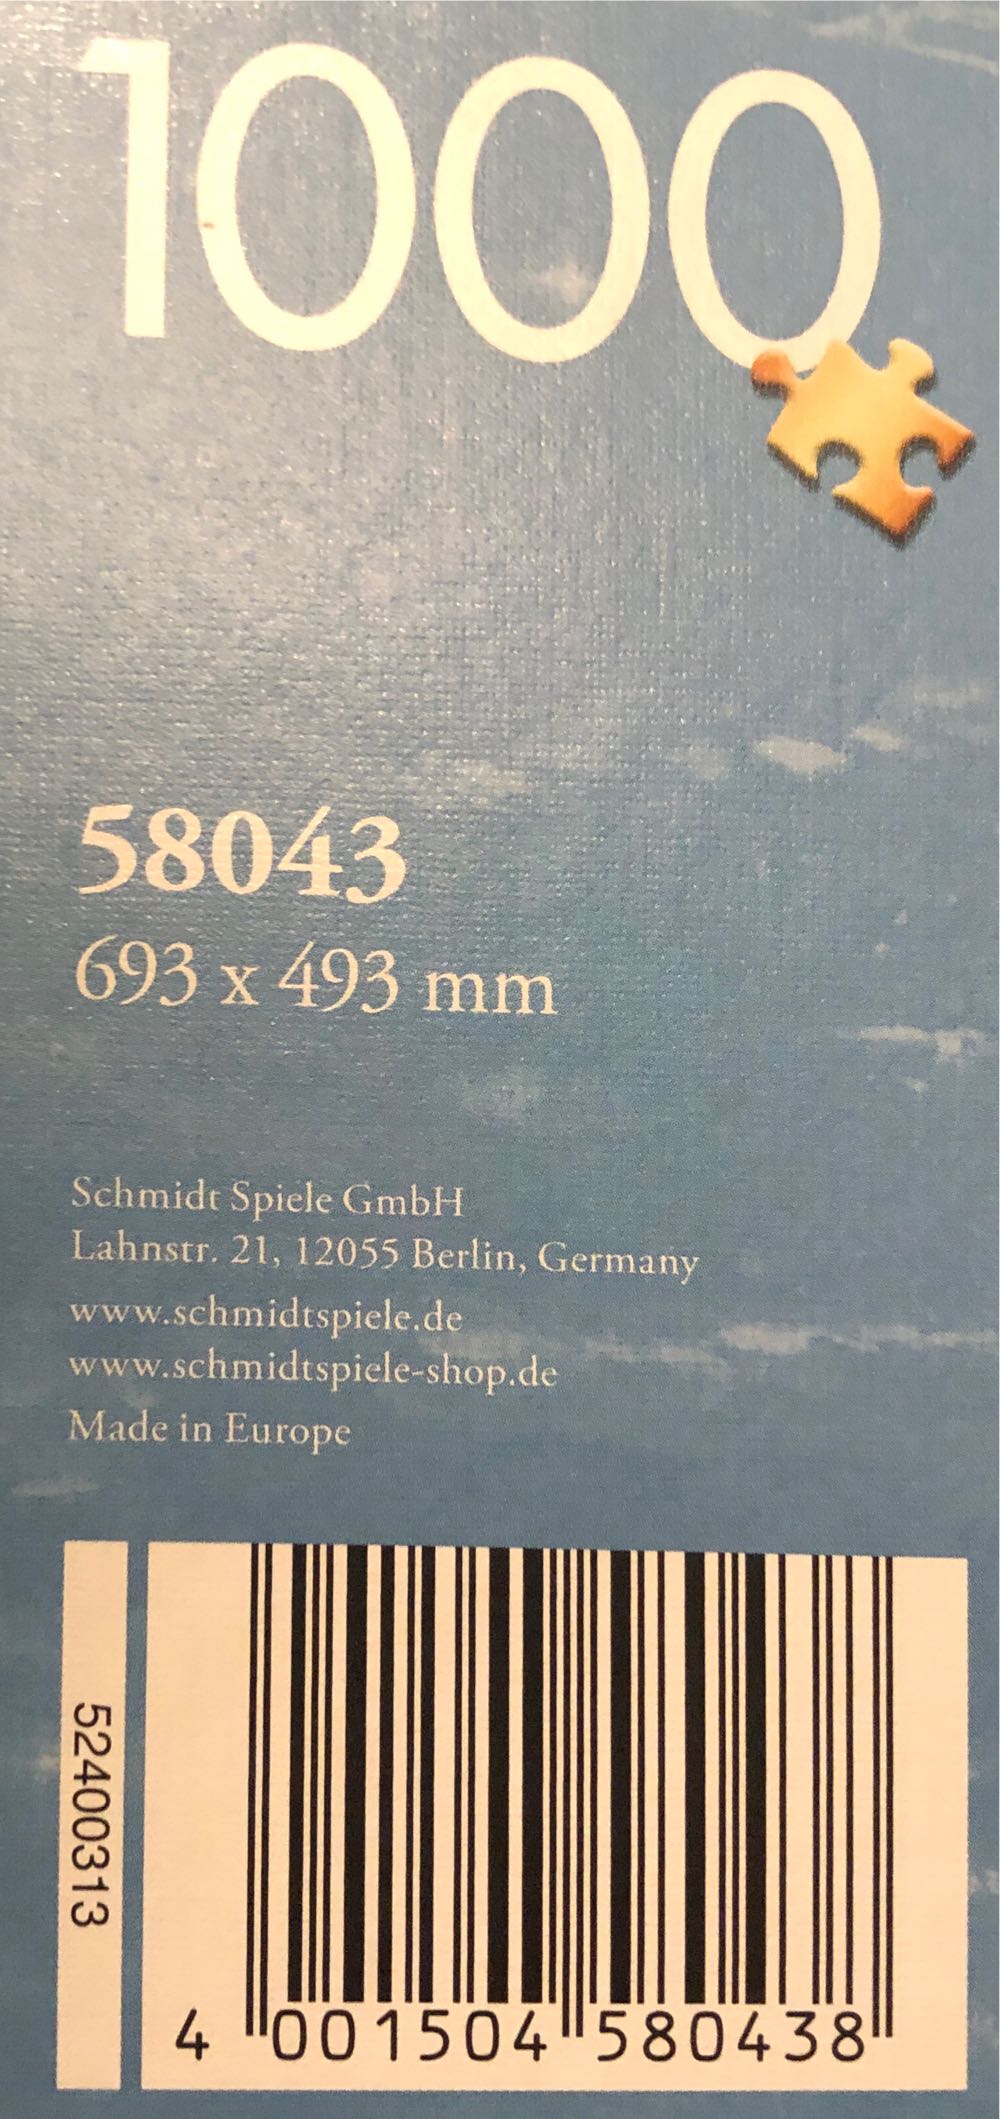 1000
58043
693 x 493 mm
Schmidt Spiele GmbH
Lahnstr. 21, 12055 Berlin, Germany
www.schmidtspiele.de
www.schmidtspiele-shop.de
Made in Europe
52400313
4 001504 580438